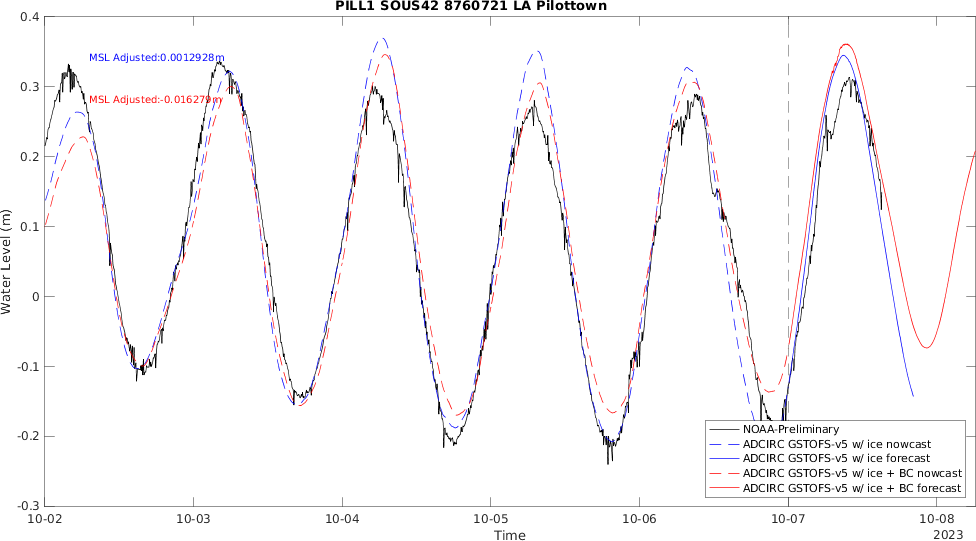 PILL1 SOUS42 8760721 LA Pilottown
0.4
0.3
0.2
0.1
0
-0.1
-0.2
-0.3
Water Level (m)
MSL Adjusted:0.0012928m
MSL Adjusted:-0.016279m
NOAA-Preliminary
ADCIRC GSTOFS-v5 w/ ice nowcast
ADCIRC GSTOFS-v5 w/ ice forecast
ADCIRC GSTOFS-v5 w/ ice + BC nowcast
ADCIRC GSTOFS-v5 w/ ice + BC forecast
10-02 10-03 10-04 10-05 10-06 10-07 10-08
Time
2023